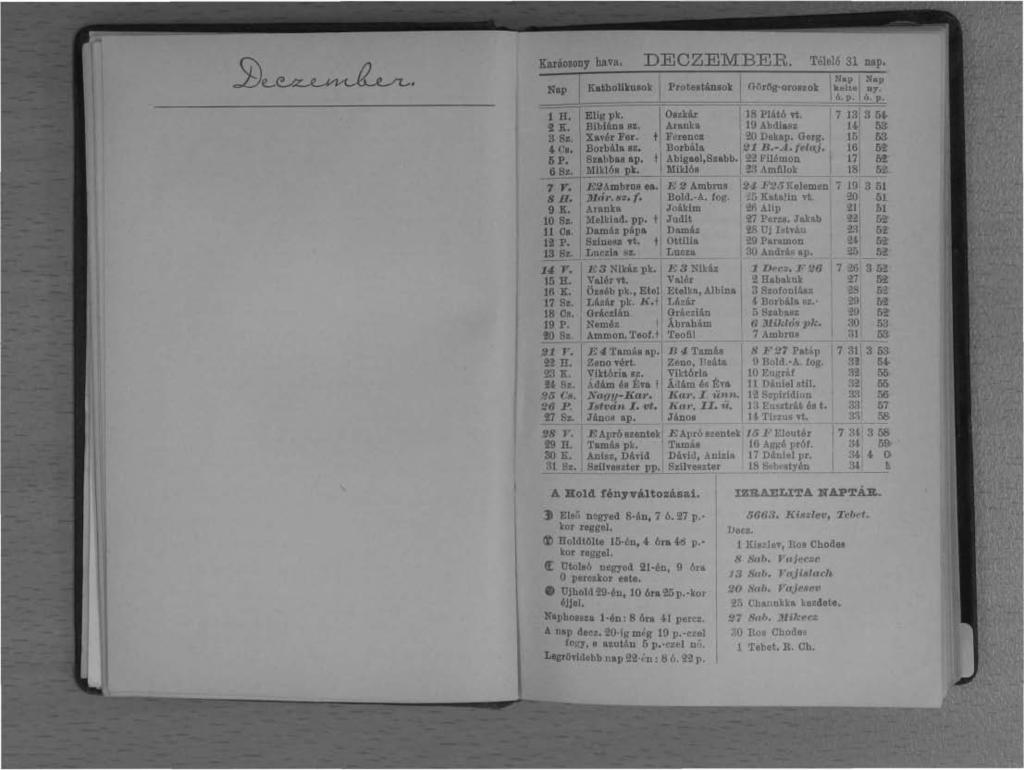 Deczember.
Karácsony hava. DECZEMBER. Télelő 31 nap.
Nap Katholikusok Protestánsok Görög-oroszok Nap kelte ó. p. Nap ny. ó. p.
1 H. Elig pk. Oszkár 18 Plátó vt. 7 13 3 54
2 K. Bibiána sz. Aranka 19 Abdiasz 14 53
3 Sz. Xavér Fer. † Ferencz 20 Dekap. Gerg. 15 53
4 Cs. Borbála sz. Borbála 21 B.-A. felaj. 16 52
5 P. Szabbas ap. † Abigael,Szabb. 22 Filémon 17 52
6 Sz. Miklós pk. Miklós 23 Amfilok 18 52
7 V. E2Ambrus ea. E 2 Ambrus 24 F25 Kelemen 7 19 3 51
8 H. Már. sz. f. Bold.-A. fog. 25 Katalin vt. 20 51
9 K. Aranka Joákim 26 Alip 21 51
10 Sz. Melkiad. pp. † Judit 27 Perzs. Jakab 22 52
11 Cs. Damáz pápa Damáz 28 Uj István 23 52
12 P. Szinesz vt. † Ottilia 29 Paramon 24 52
13 Sz. Luczia sz. Lucza 30 András ap. 25 52
14 V. E 3 Nikáz pk. E 3 Nikáz 1 Decz. F 26 7 26 3 52
15 H. Valér vt. Valér 2 Habakuk 27 52
16 K. Özséb pk., Etel Etelka, Albina 3 Szofoniász 28 52
17 Sz. Lázár pk. K.† Lázár 4 Borbála sz. 29 52
18 Cs. Gráczián Gráczián 5 Szabasz 29 52
19 P. Neméz † Ábrahám 6 Miklós pk. 30 53
20 Sz. Ammon, Teof.† Teofil 7 Ambrus 31 53
21 V. E 4 Tamás ap. B 4 Tamás 8 F 27 Patáp 7 31 3 53
22 H. Zeno vért. Zeno, Beáta 9 Bold.-A. fog. 32 54
23 K. Viktória sz. Viktória 10 Eugráf 32 55
24 Sz. Ádám és Éva † Ádám és Éva 11 Dániel stil. 32 55
25 Cs. Nagy-Kar. Kar. I. ünn. 12 Szpiridion 33 56
26 P. István I. vt. Kar. II. ü. 13 Eusztrát és t. 33 57
27 Sz. János ap. János 14 Tirzus vt. 33 58
28 V. E Apró szentek E Apró szentek 15 F Eleutér 7 34 3 58
29 H. Tamás pk. Tamás 16 Aggé próf. 34 59
30 K. Anisz, Dávid Dávid, Anizia 17 Dániel pr. 34 4 0
31 Sz. Szilveszter pp. Szilveszter 18 Sebestyén 34 1
A Hold fényváltozásai.
Első negyed 8-án, 7 ó. 27 p.-
kor reggel.
Holdtölte 15-én, 4 óra 48 p.-
kor reggel.
Utolsó negyed 21-én, 9 óra
0 perczkor este.
Ujhold 29-én, 10 óra 25 p.-kor
éjjel.
Naphossza 1-én: 8 óra 41 percz.
A nap decz. 20-ig még 19 p.-czel
fogy, s azután 5 p.-czel nő.
Legrövidebb nap 22-én: 8 ó. 22 p.
IZRAELITA NAPTÁR.
5663. Kiszlev, Tebet.
Decz.
1 Kiszlev, Ros Chodes
8 Sab. Vajecze
13 Sab. Vajislach
20 Sab. Vajesev
25 Chanukka kezdete.
27 Sab. Mikecz
30 Ros Chodes
1 Tebet. R. Ch.